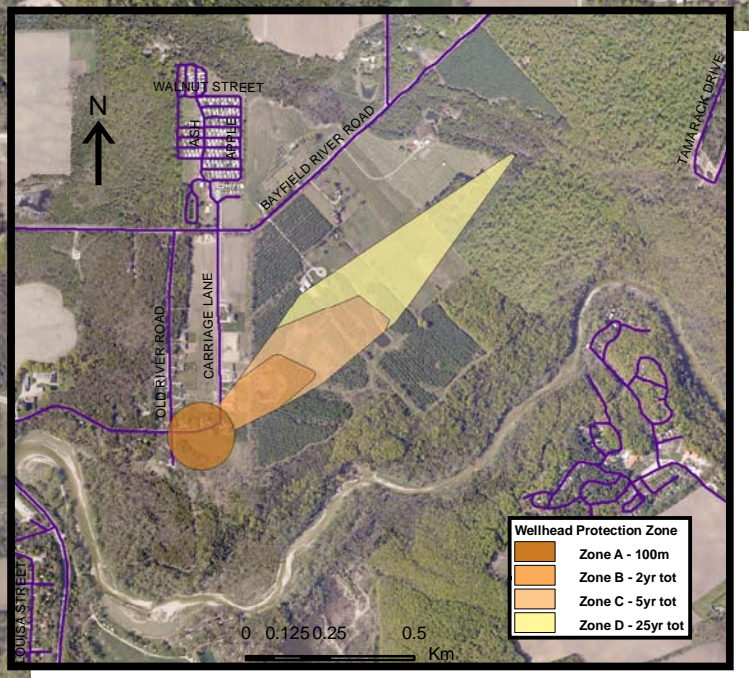 WALNUT STREET
N
ASH
APPLE
BAYFIELD RIVER ROAD
TAMARACK DRIVE
OLD RIVER ROAD
CARRIAGE LANE
LOUISA STREET
Wellhead Protection Zone
Zone A - 100m
Zone B - 2yr tot
Zone C - 5yr tot
Zone D - 25yr tot
0 0.125 0.25 0.5
Km